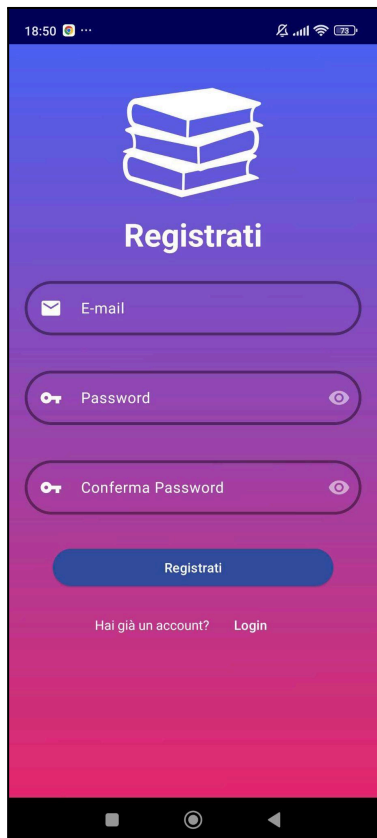 18:50 ...
73
Registrati
E-mail
Password
Conferma Password
Registrati
Hai già un account? Login